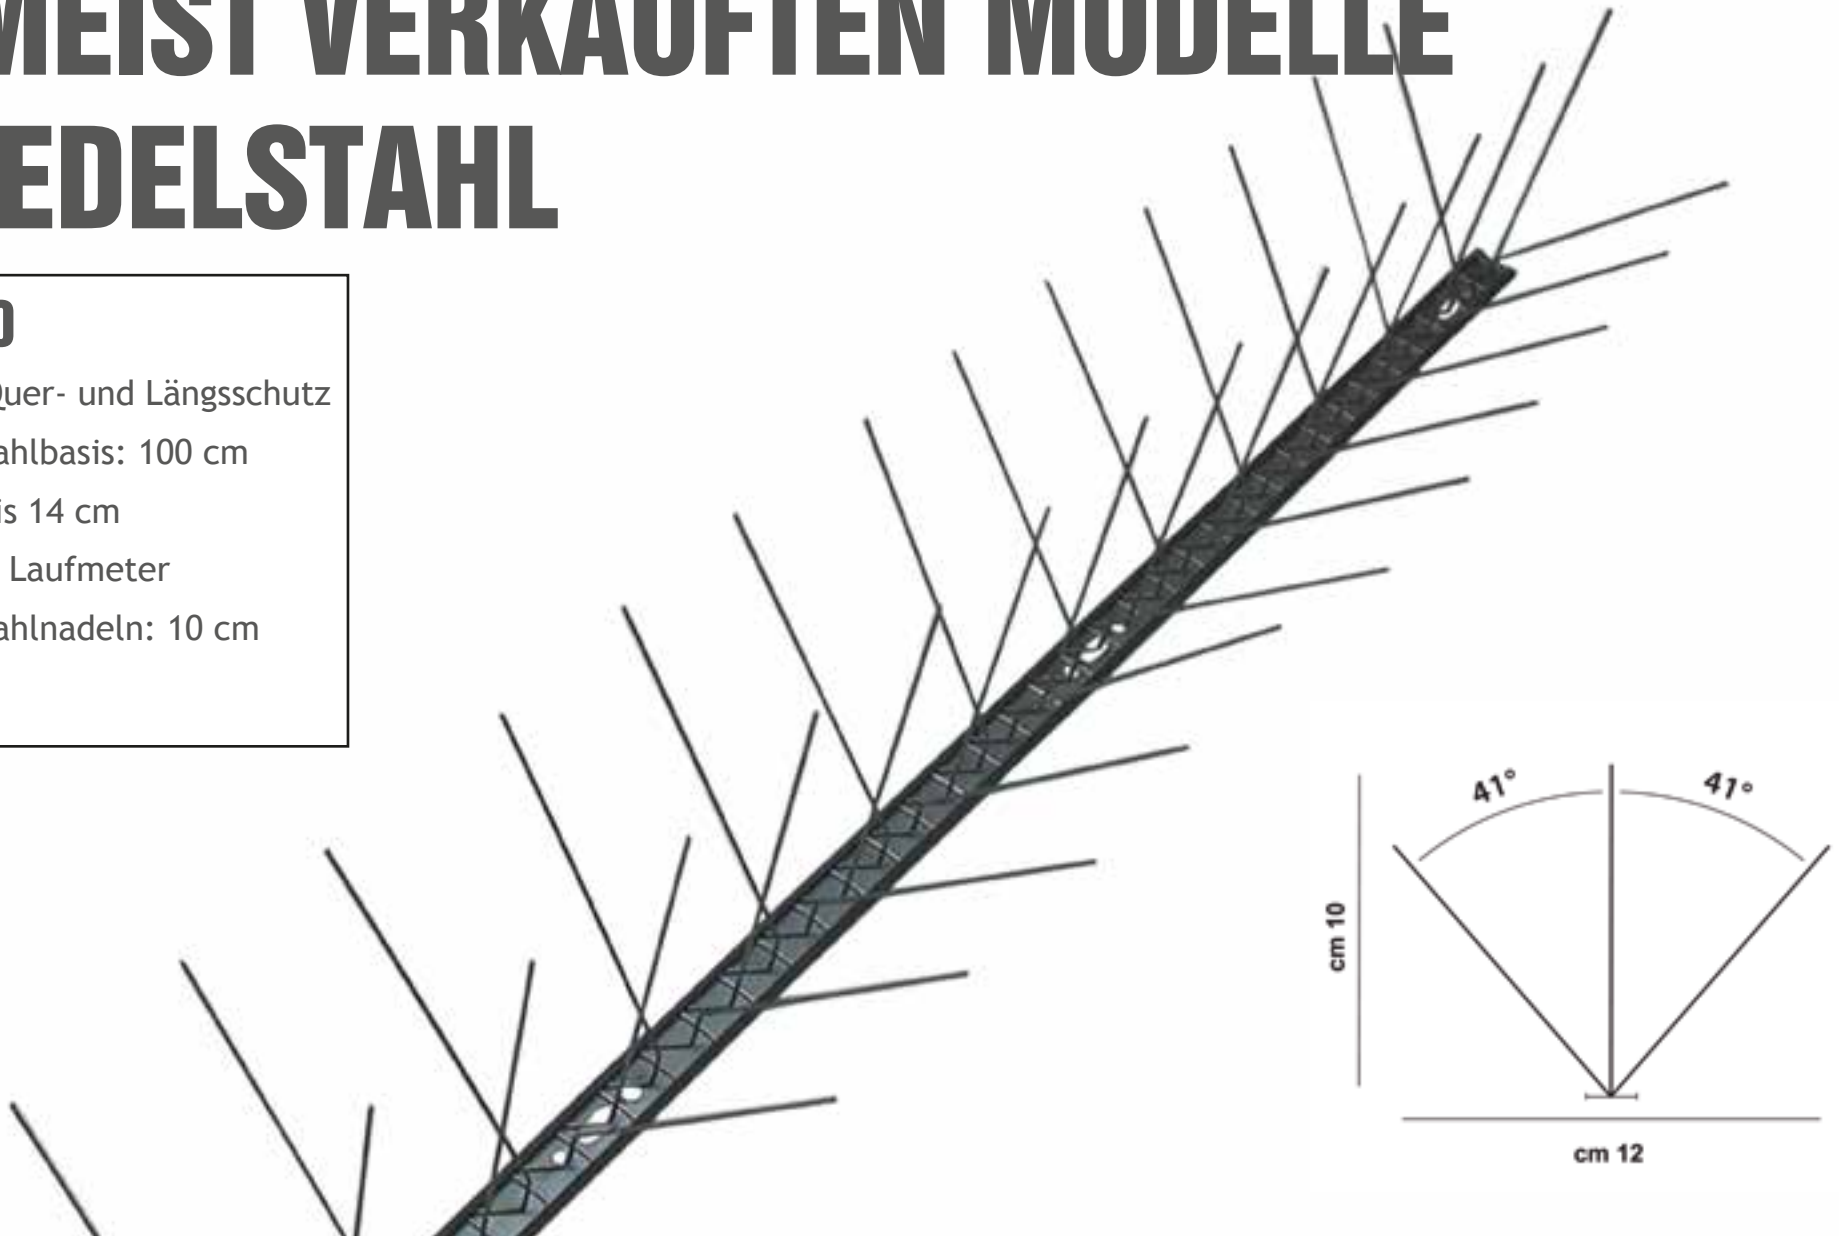 MEIST VERKAUFTEN MODELLE
EDELSTAHL
Quer- und Längsschutz
ahlbasis: 100 cm
is 14 cm
Laufmeter
ahlnadeln: 10 cm
41°
41°
cm 10
cm 12